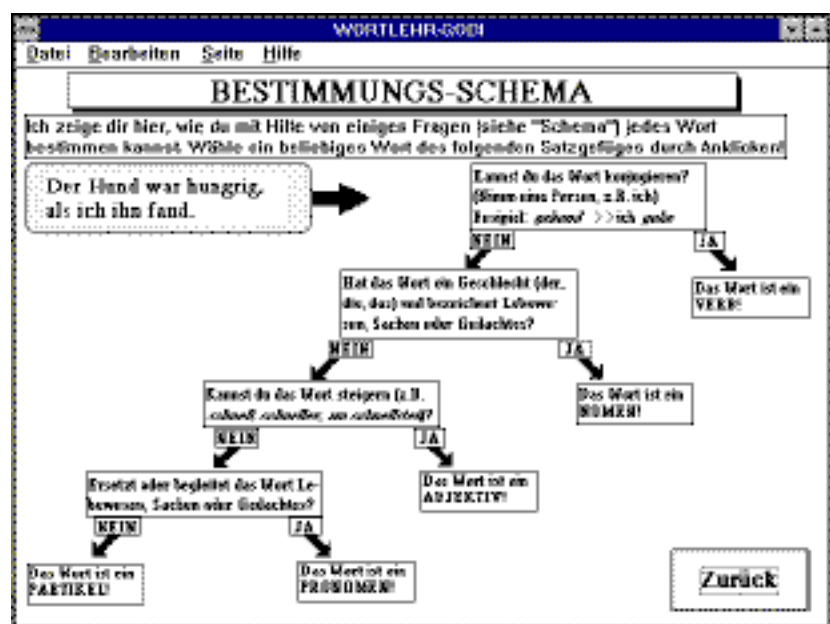 WORTLEHR-GODI
Datei Bearbeiten Seite Hilfe
BESTIMMUNGS-SCHEMA
Ich zeige dir hier, wie du mit Hilfe von einigen Fragen (siehe "Schema") jedes Wort
bestimmen kannst. Wähle ein beliebiges Wort des folgenden Satzgefüges durch Anklicken!
Der Hund war hungrig,
als ich ihn fand.
Kannst du das Wort konjugieren?
(Nimm eine Person, z.B. ich)
Beispiel: gehend >>ich gehe
NEIN JA
Das Wort ist ein
VERB!
Hat das Wort ein Geschlecht (der,
die, das) und bezeichnet Lebewe-
sen, Sachen oder Gedachtes?
NEIN JA
Das Wort ist ein
NOMEN!
Kannst du das Wort steigern (z.B.
schnell, schneller, am schnellsten)?
NEIN JA
Das Wort ist ein
ADJEKTIV!
Ersetzt oder begleitet das Wort Le-
bewesen, Sachen oder Gedachtes?
NEIN JA
Das Wort ist ein
PARTIKEL!
Das Wort ist ein
PRONOMEN!
Zurück